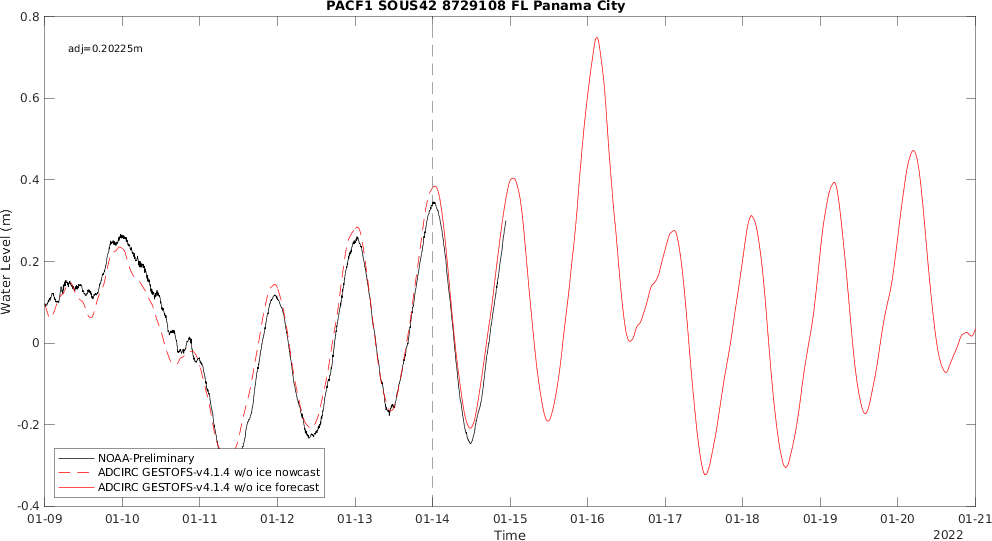 PACF1 SOUS42 8729108 FL Panama City
adj=0.20225m
Water Level (m)
0.8
0.6
0.4
0.2
0
-0.2
-0.4
NOAA-Preliminary
ADCIRC GESTOFS-v4.1.4 w/o ice nowcast
ADCIRC GESTOFS-v4.1.4 w/o ice forecast
01-09 01-10 01-11 01-12 01-13 01-14 01-15 01-16 01-17 01-18 01-19 01-20 01-21
Time
2022